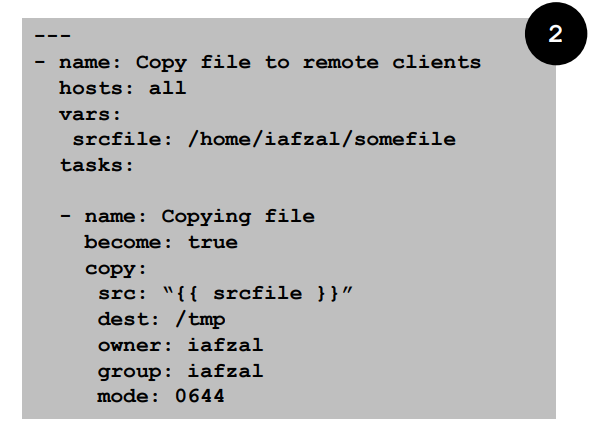 2
---
- name: Copy file to remote clients
  hosts: all
  vars:
   srcfile: /home/iafzal/somefile
  tasks:

  - name: Copying file
    become: true
    copy:
     src: “{{ srcfile }}”
     dest: /tmp
     owner: iafzal
     group: iafzal
     mode: 0644